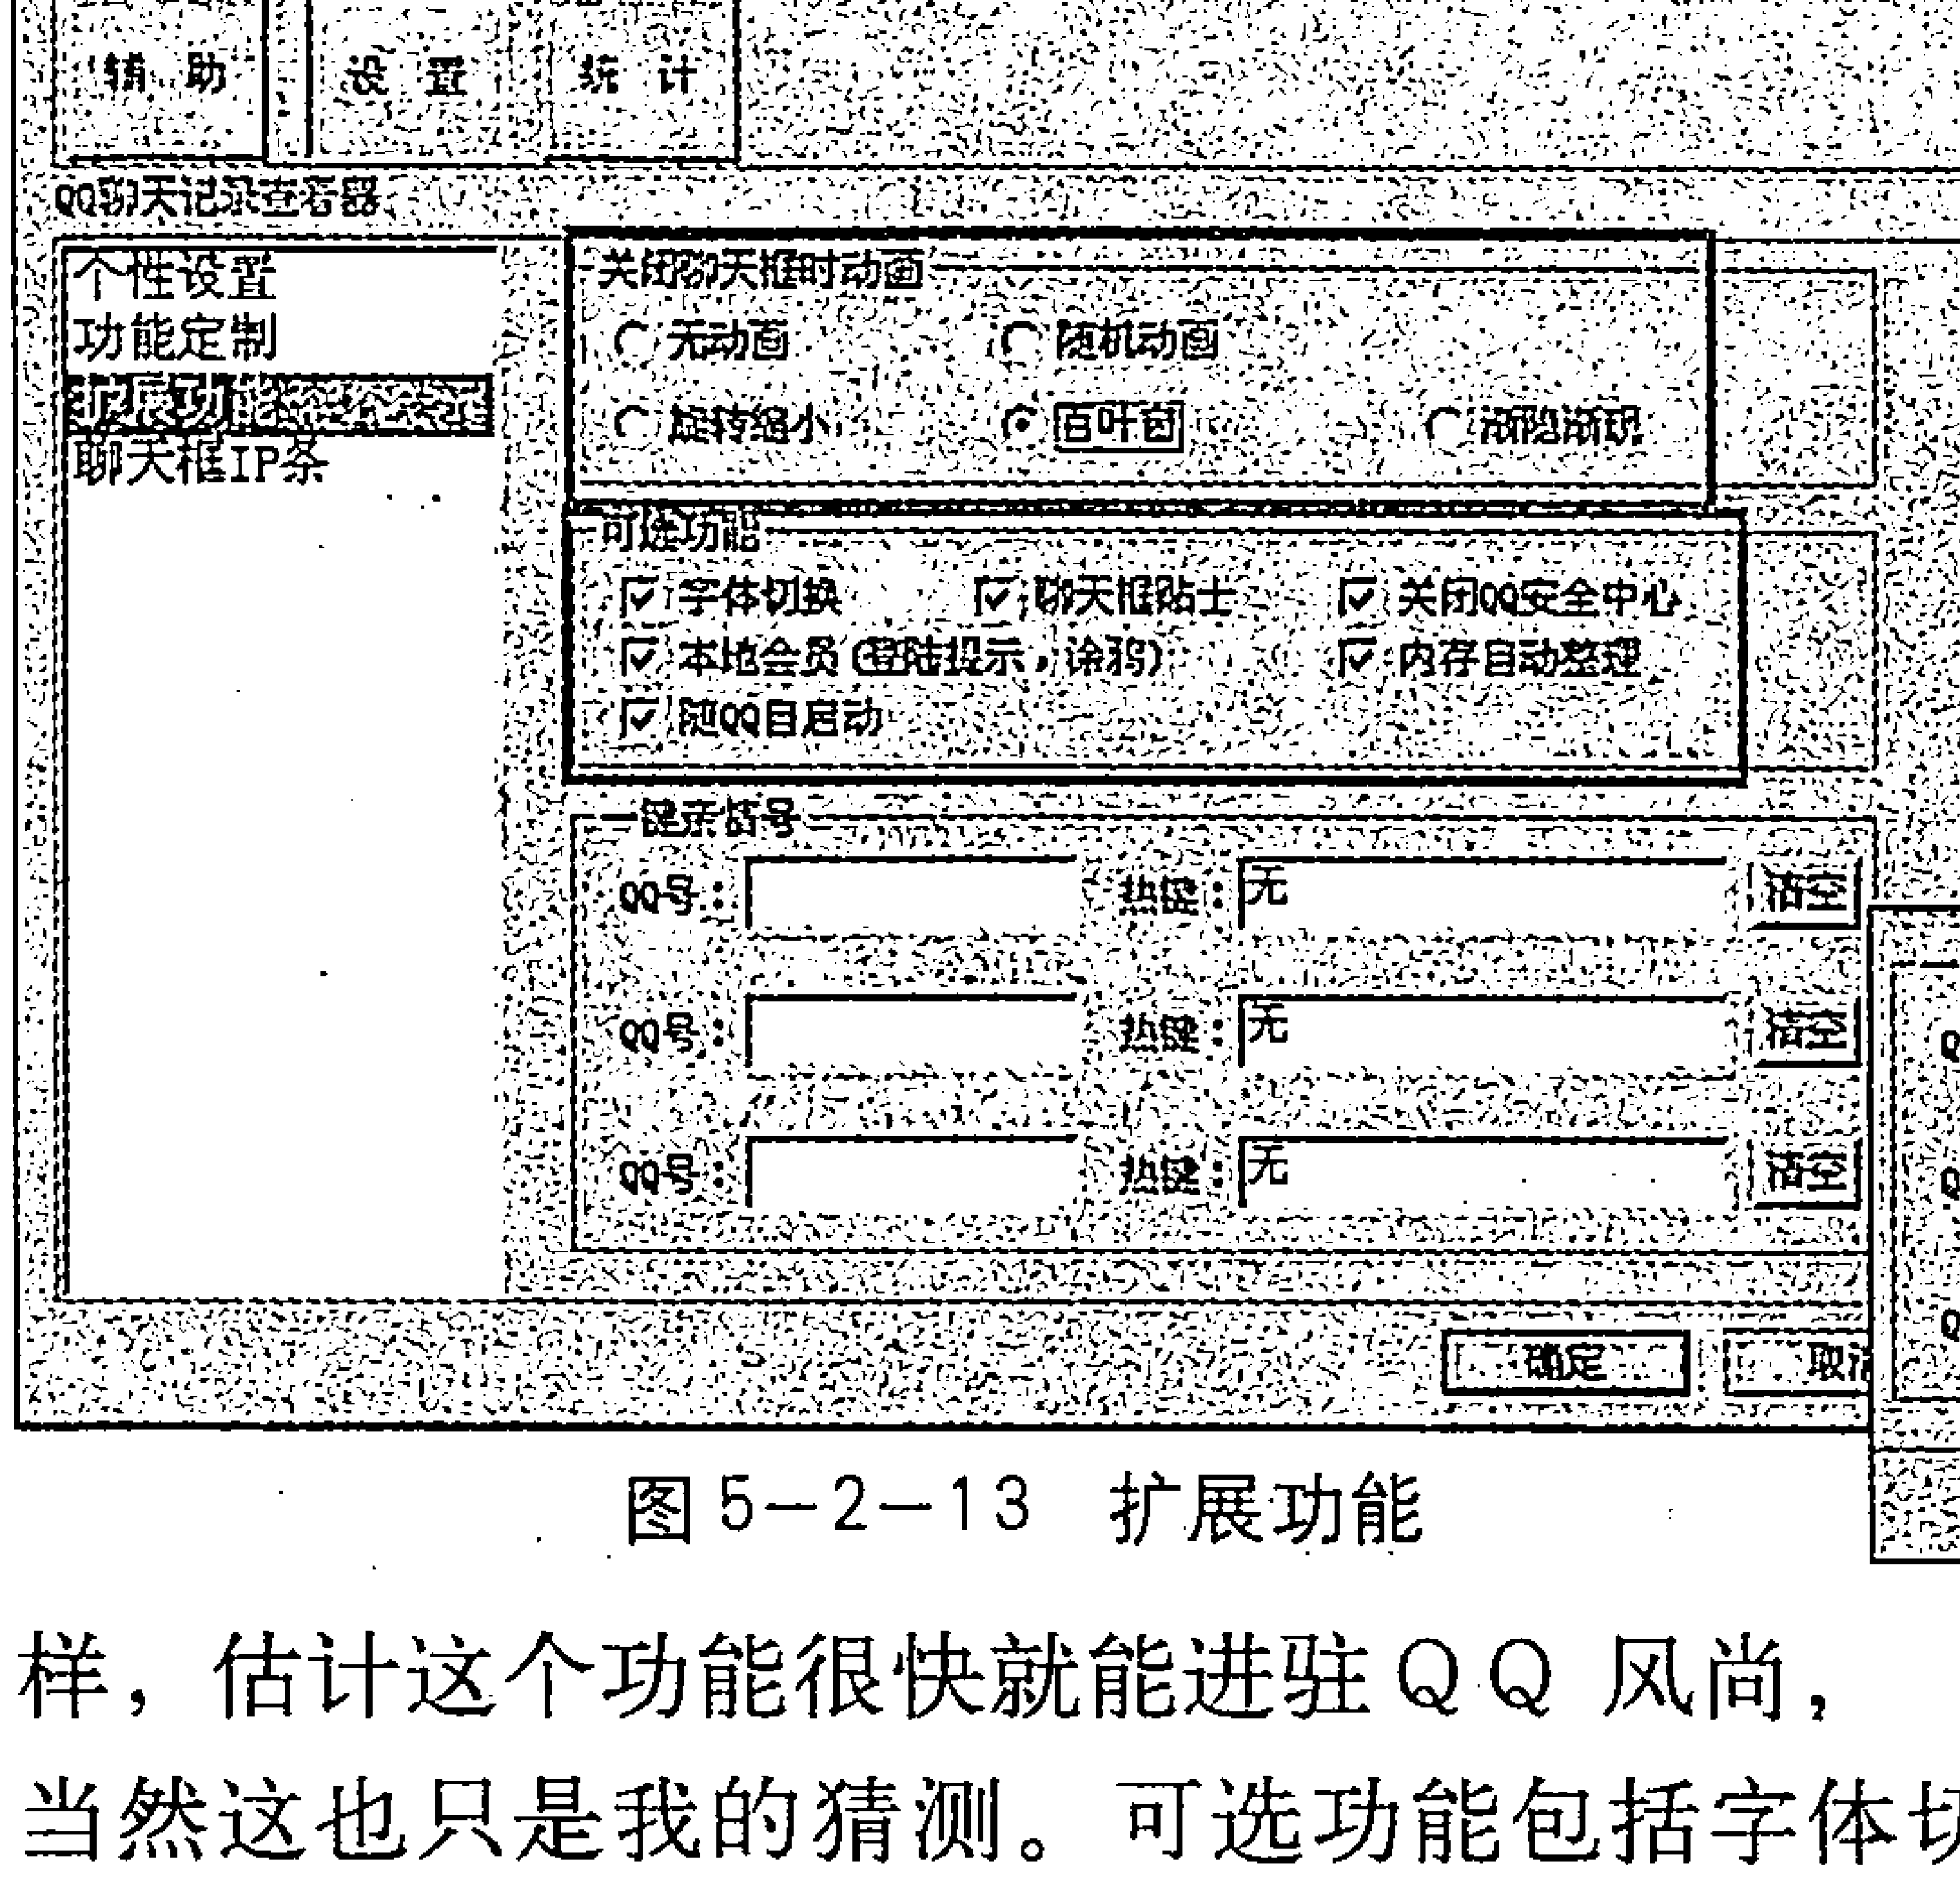 辅 助 设 置 统 计
QQ聊天记录查看器
个性设置
功能定制
扩展功能
聊天框IP条
关闭聊天框时动画
无动画 随机动画
旋转缩小 百叶窗 渐隐渐现
可选功能
字体切换 聊天框贴士 关闭QQ安全中心
本地会员(登陆提示,涂鸦) 内存自动整理
随QQ自启动
一键亲情号
QQ号: 热键: 无 清空
QQ号: 热键: 无 清空
QQ号: 热键: 无 清空
确定 取消
图 5-2-13 扩展功能
样，估计这个功能很快就能进驻QQ 风尚，
当然这也只是我的猜测。可选功能包括字体切